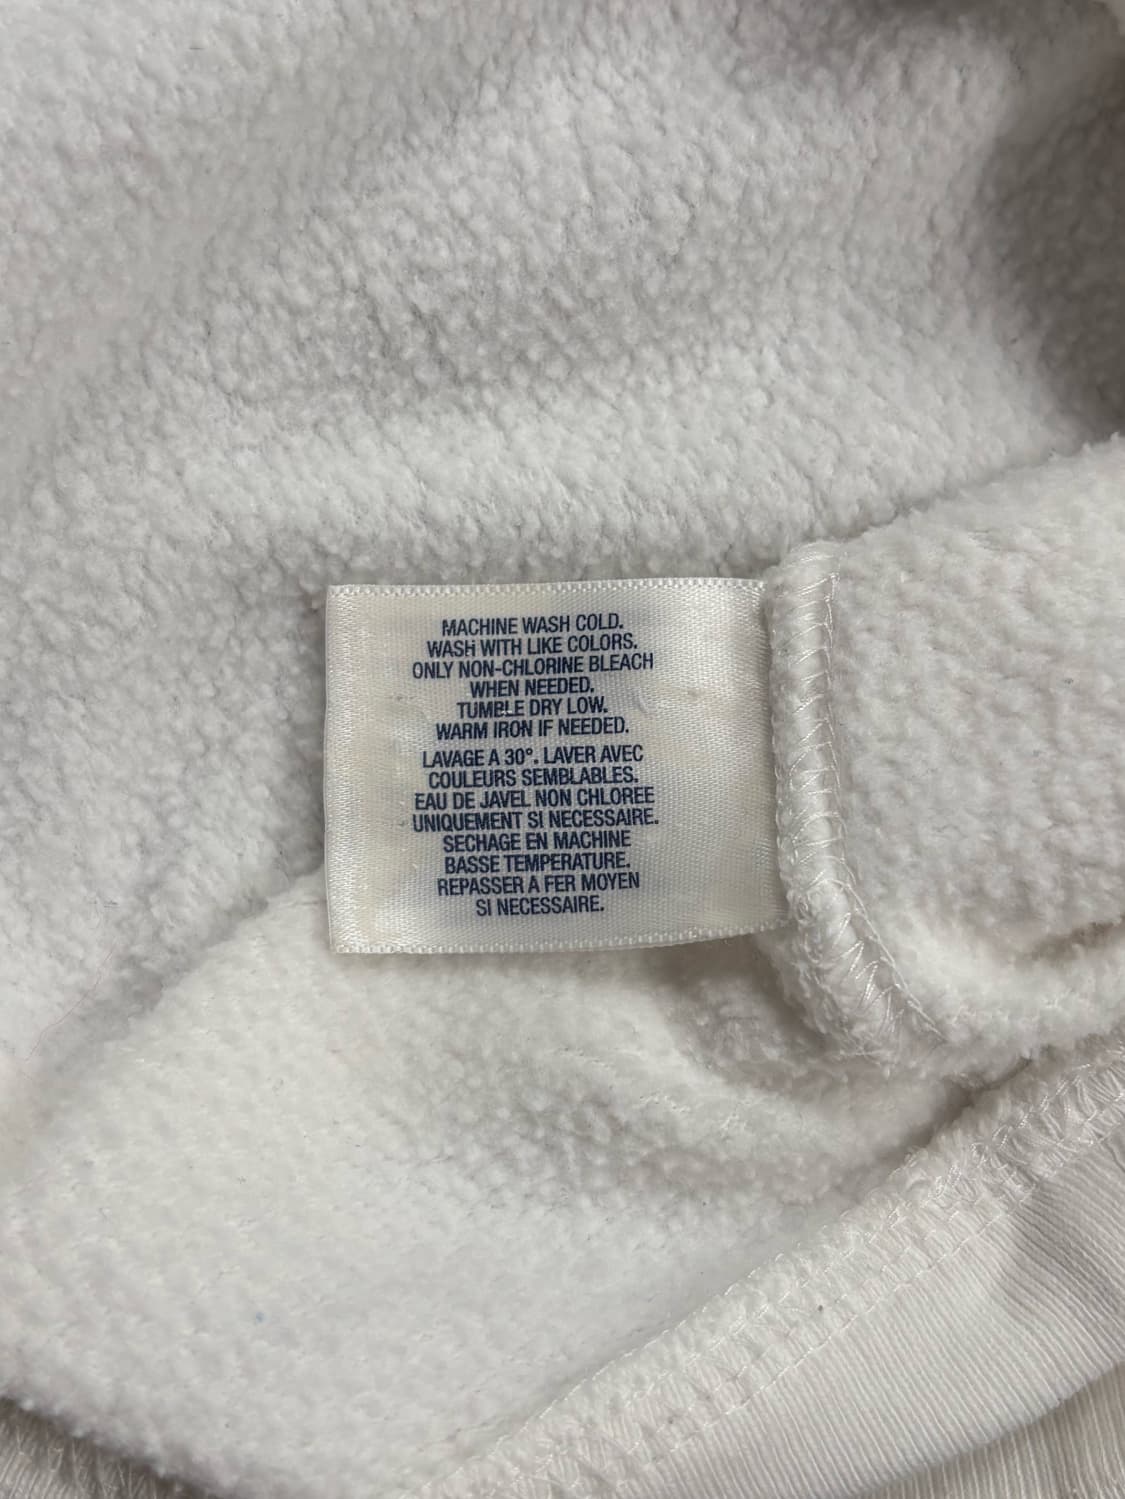 MACHINE WASH COLD.
WASH WITH LIKE COLORS.
ONLY NON-CHLORINE BLEACH
WHEN NEEDED.
TUMBLE DRY LOW.
WARM IRON IF NEEDED.
LAVAGE A 30°. LAVER AVEC
COULEURS SEMBLABLES.
EAU DE JAVEL NON CHLOREE
UNIQUEMENT SI NECESSAIRE.
SECHAGE EN MACHINE
BASSE TEMPERATURE.
REPASSER A FER MOYEN
SI NECESSAIRE.